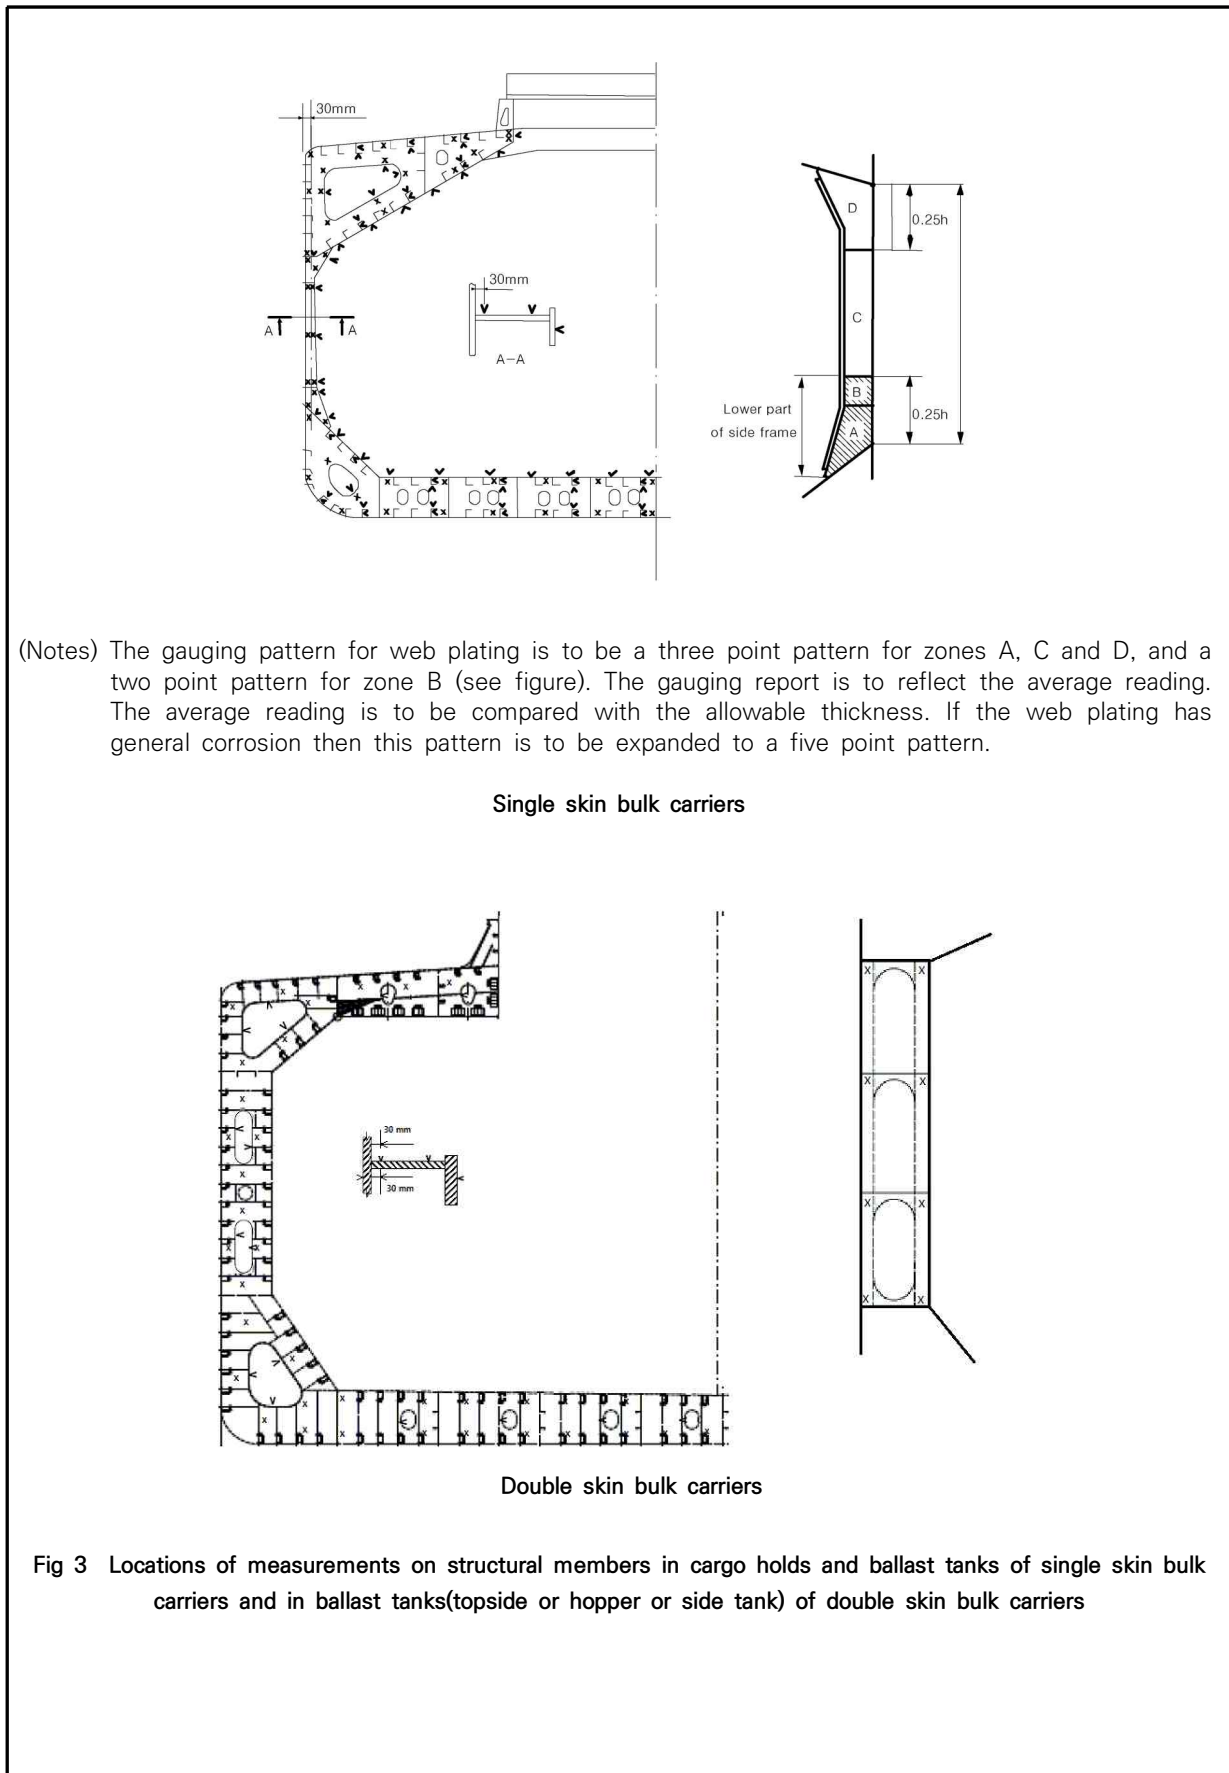 30mm
D
0.25h
30mm
C
A
A
A-A
B
Lower part
of side frame
A
0.25h
(Notes) The gauging pattern for web plating is to be a three point pattern for zones A, C and D, and a
two point pattern for zone B (see figure). The gauging report is to reflect the average reading.
The average reading is to be compared with the allowable thickness. If the web plating has
general corrosion then this pattern is to be expanded to a five point pattern.
Single skin bulk carriers
30 mm
30 mm
Double skin bulk carriers
Fig 3 Locations of measurements on structural members in cargo holds and ballast tanks of single skin bulk
carriers and in ballast tanks(topside or hopper or side tank) of double skin bulk carriers